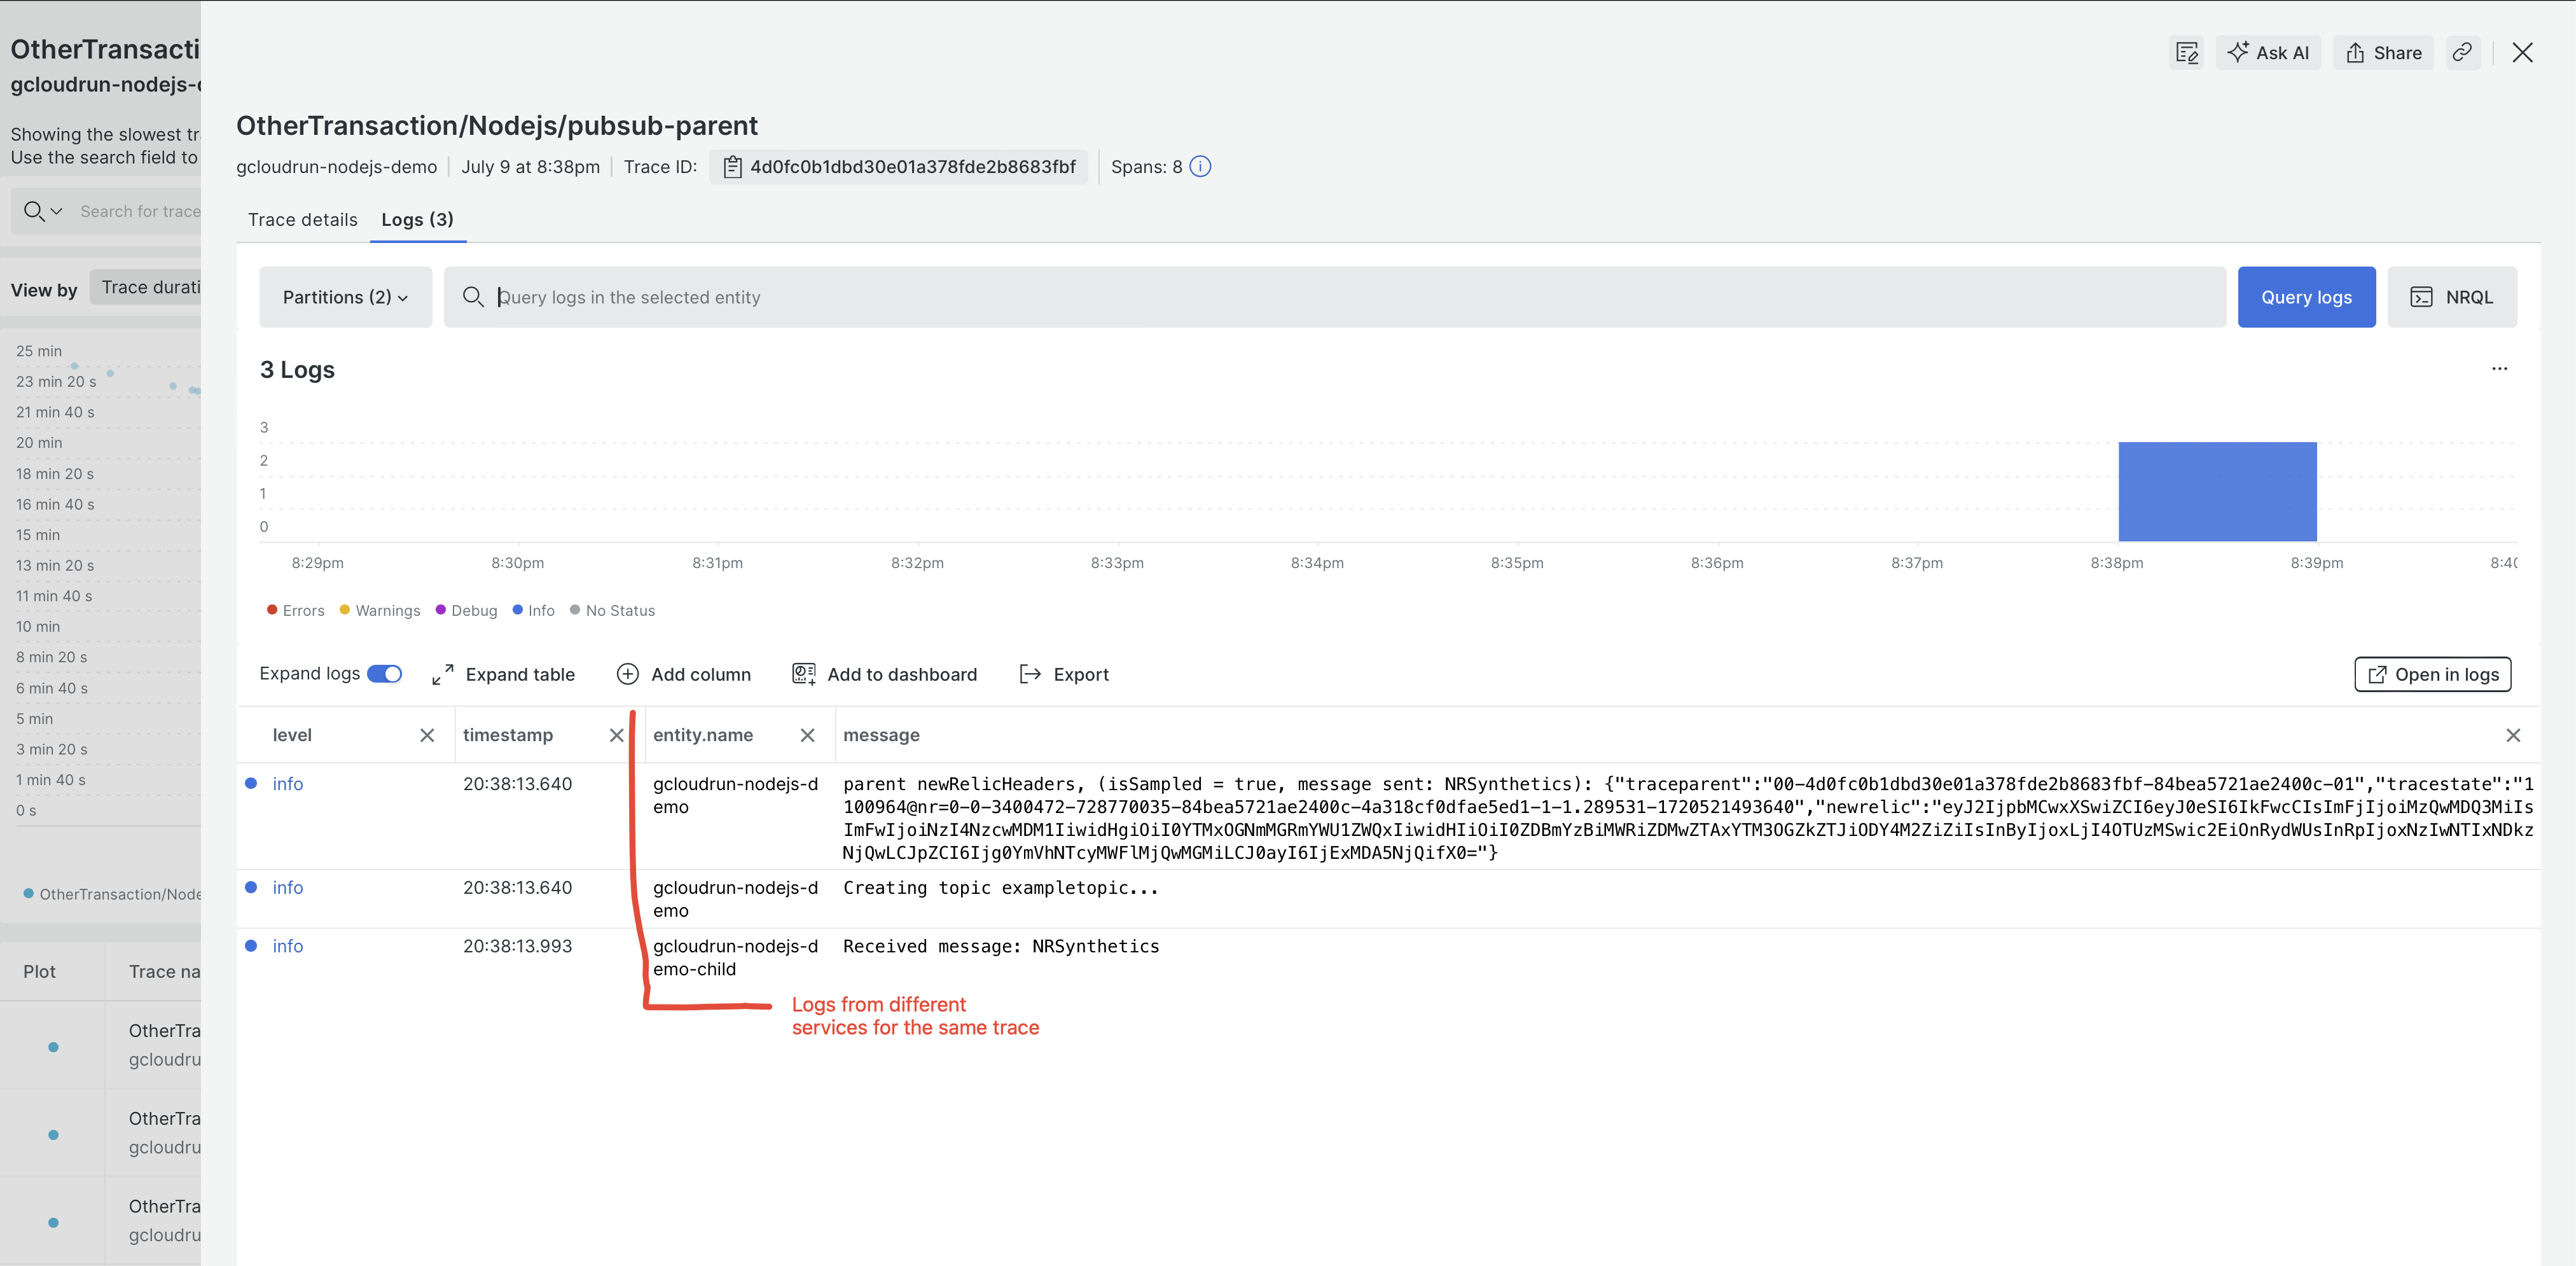 OtherTransacti
gcloudrun-nodejs-c
Showing the slowest tr
Use the search field to
Search for trace
View by Trace durati
25 min
23 min 20 s
21 min 40 s
20 min
18 min 20 s
16 min 40 s
15 min
13 min 20 s
11 min 40 s
10 min
8 min 20 s
6 min 40 s
5 min
3 min 20 s
1 min 40 s
0 s
OtherTransaction/Node
Plot Trace na
OtherTra
gcloudru
OtherTra
gcloudru
OtherTra
gcloudru
Ask AI Share
OtherTransaction/Nodejs/pubsub-parent
gcloudrun-nodejs-demo July 9 at 8:38pm Trace ID: 4d0fc0b1dbd30e01a378fde2b8683fbf Spans: 8
Trace details Logs (3)
Partitions (2) Query logs in the selected entity Query logs NRQL
3 Logs
3
2
1
0
8:29pm 8:30pm 8:31pm 8:32pm 8:33pm 8:34pm 8:35pm 8:36pm 8:37pm 8:38pm 8:39pm 8:40
Errors Warnings Debug Info No Status
Expand logs Expand table Add column Add to dashboard Export Open in logs
level timestamp entity.name message
info 20:38:13.640 gcloudrun-nodejs-d parent newRelicHeaders, (isSampled = true, message sent: NRSynthetics): {"traceparent":"00-4d0fc0b1dbd30e01a378fde2b8683fbf-84bea5721ae2400c-01","tracestate":"1
emo 100964@nr=0-0-3400472-728770035-84bea5721ae2400c-4a318cf0dfae5ed1-1-1.289531-1720521493640","newrelic":"eyJ2IjpbMCwxXSwiZCI6eyJ0eSI6IkFwcCIsImFjIjoiMzQwMDQ3MiIs
ImFwIjoiNzI4NzcwMDM1IiwidHgiOiI0YTMxOGNmMGRmYWU1ZWQxIiwidHIiOiI0ZDBmYzBiMWRiZDMwZTAxYTM3OGZkZTJiODY4M2ZiZiIsInByIjoxLjI4OTUzMSwic2EiOnRydWUsInRpIjoxNzIwNTIxNDkz
NjQwLCJpZCI6Ijg0YmVhNTcyMWFlMjQwMGMiLCJ0ayI6IjExMDA5NjQifX0="}
info 20:38:13.640 gcloudrun-nodejs-d Creating topic exampletopic...
emo
info 20:38:13.993 gcloudrun-nodejs-d Received message: NRSynthetics
emo-child
Logs from different
services for the same trace